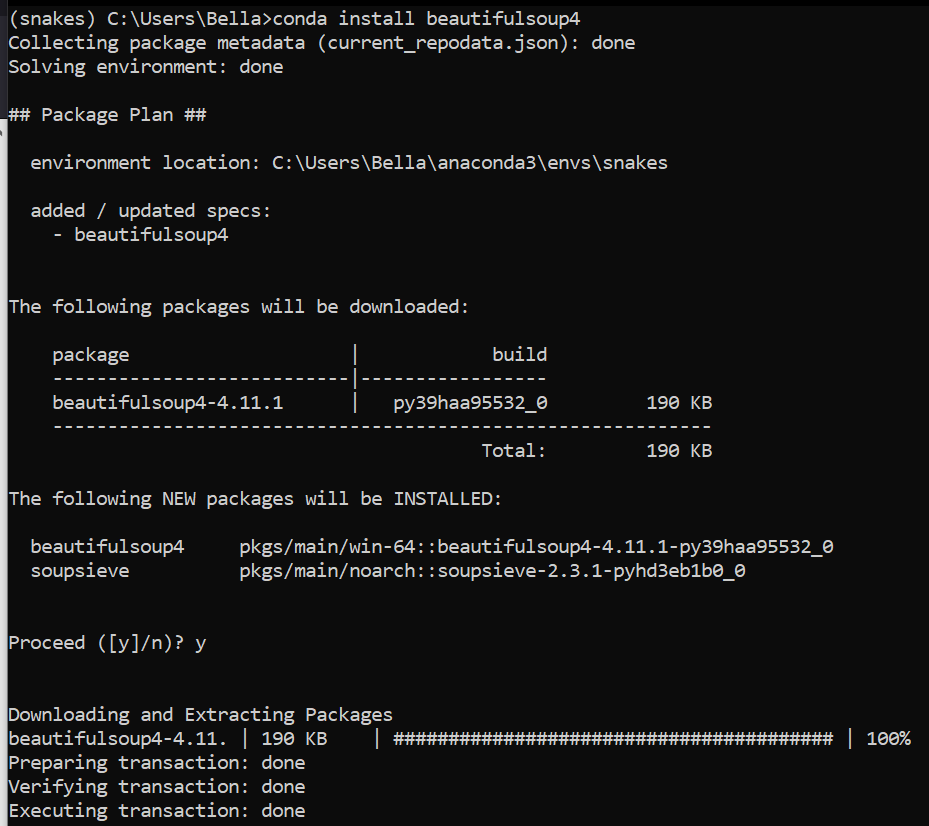 (snakes) C:\Users\Bella>conda install beautifulsoup4
Collecting package metadata (current_repodata.json): done
Solving environment: done
## Package Plan ##
  environment location: C:\Users\Bella\anaconda3\envs\snakes
  added / updated specs:
    - beautifulsoup4
The following packages will be downloaded:
    package                    |            build
    ---------------------------|-----------------
    beautifulsoup4-4.11.1      |   py39haa95532_0         190 KB
    ------------------------------------------------------------
                                           Total:         190 KB
The following NEW packages will be INSTALLED:
  beautifulsoup4     pkgs/main/win-64::beautifulsoup4-4.11.1-py39haa95532_0
  soupsieve          pkgs/main/noarch::soupsieve-2.3.1-pyhd3eb1b0_0
Proceed ([y]/n)? y
Downloading and Extracting Packages
beautifulsoup4-4.11. | 190 KB    | ######################################## | 100%
Preparing transaction: done
Verifying transaction: done
Executing transaction: done